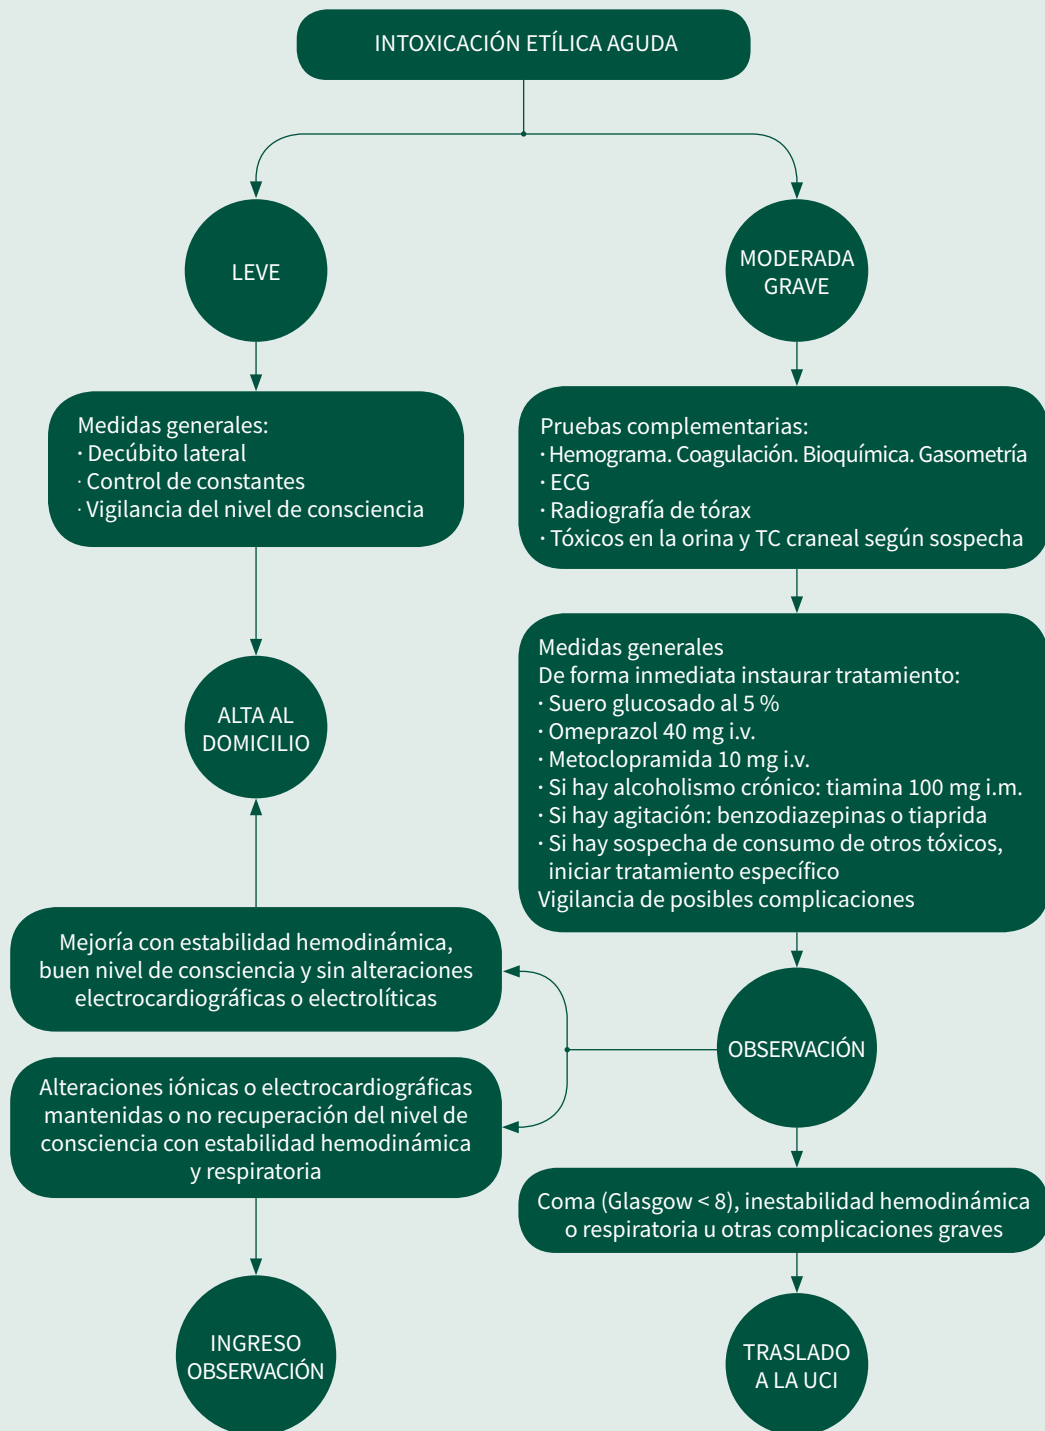 INTOXICACIÓN ETÍLICA AGUDA
LEVE
MODERADA
GRAVE
Medidas generales:
· Decúbito lateral
· Control de constantes
· Vigilancia del nivel de consciencia
Pruebas complementarias:
· Hemograma. Coagulación. Bioquímica. Gasometría
· ECG
· Radiografía de tórax
· Tóxicos en la orina y TC craneal según sospecha
Medidas generales
De forma inmediata instaurar tratamiento:
· Suero glucosado al 5 %
· Omeprazol 40 mg i.v.
· Metoclopramida 10 mg i.v.
· Si hay alcoholismo crónico: tiamina 100 mg i.m.
· Si hay agitación: benzodiazepinas o tiaprida
· Si hay sospecha de consumo de otros tóxicos,
iniciar tratamiento específico
Vigilancia de posibles complicaciones
ALTA AL
DOMICILIO
Mejoría con estabilidad hemodinámica,
buen nivel de consciencia y sin alteraciones
electrocardiográficas o electrolíticas
OBSERVACIÓN
Alteraciones iónicas o electrocardiográficas
mantenidas o no recuperación del nivel de
consciencia con estabilidad hemodinámica
y respiratoria
Coma (Glasgow < 8), inestabilidad hemodinámica
o respiratoria u otras complicaciones graves
INGRESO
OBSERVACIÓN
TRASLADO
A LA UCI